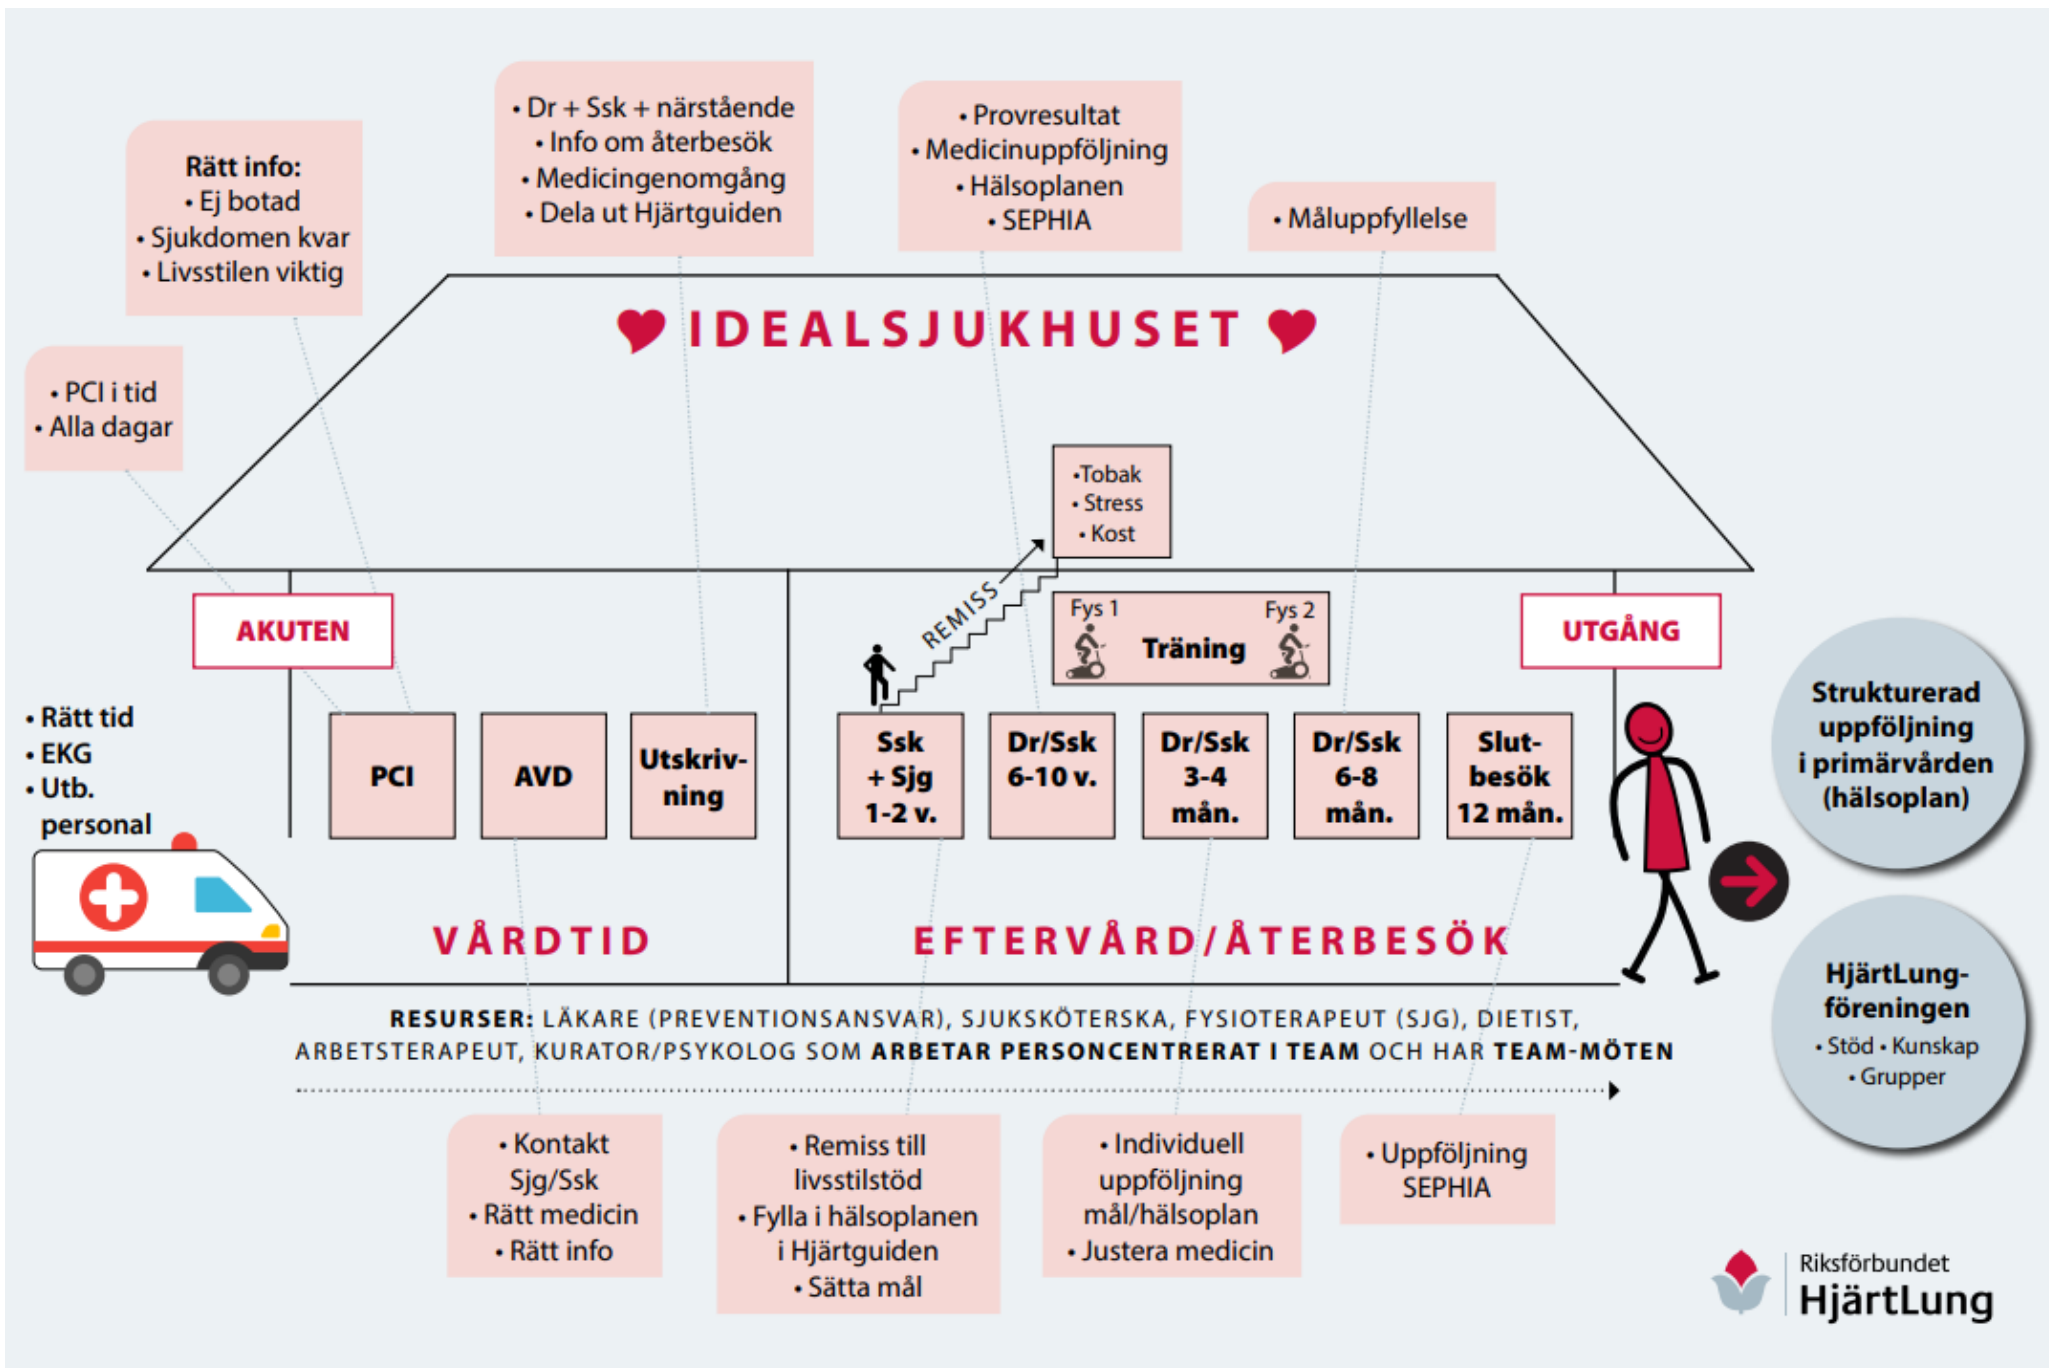 • Dr + Ssk + närstående
• Info om återbesök
• Medicingenomgång
• Dela ut Hjärtguiden
• Provresultat
• Medicinuppföljning
• Hälsoplanen
• SEPHIA
Rätt info:
• Ej botad
• Sjukdomen kvar
• Livsstilen viktig
• Måluppfyllelse
IDEALSJUKHUSET
• PCI i tid
• Alla dagar
•Tobak
• Stress
• Kost
REMISS
AKUTEN
Fys 1
Träning
Fys 2
UTGÅNG
• Rätt tid
• EKG
• Utb.
personal
PCI
AVD
Utskriv-
ning
Ssk
+ Sjg
1-2 v.
Dr/Ssk
6-10 v.
Dr/Ssk
3-4
mån.
Dr/Ssk
6-8
mån.
Slut-
besök
12 mån.
Strukturerad
uppföljning
i primärvården
(hälsoplan)
VÅRDTID
EFTERVÅRD/ÅTERBESÖK
HjärtLung-
föreningen
• Stöd • Kunskap
• Grupper
RESURSER: LÄKARE (PREVENTIONSANSVAR), SJUKSKÖTERSKA, FYSIOTERAPEUT (SJG), DIETIST,
ARBETSTERAPEUT, KURATOR/PSYKOLOG SOM ARBETAR PERSONCENTRERAT I TEAM OCH HAR TEAM-MÖTEN
• Kontakt
Sjg/Ssk
• Rätt medicin
• Rätt info
• Remiss till
livsstilstöd
• Fylla i hälsoplanen
i Hjärtguiden
• Sätta mål
• Individuell
uppföljning
mål/hälsoplan
• Justera medicin
• Uppföljning
SEPHIA
Riksförbundet
HjärtLung